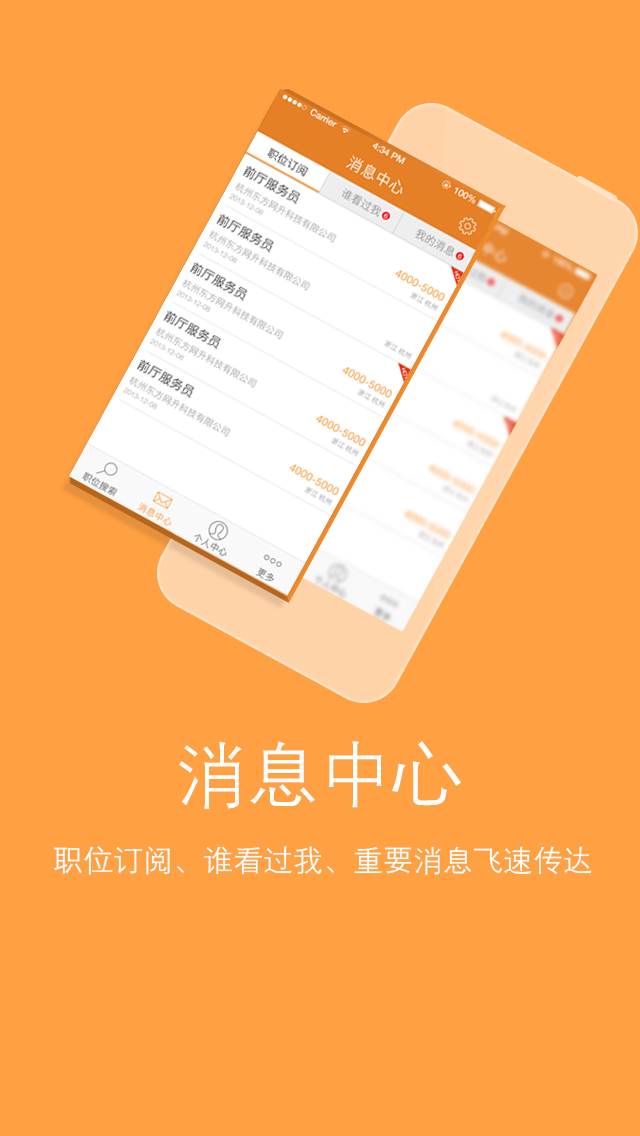 Carrier 4:34 PM 100%
消息中心
职位订阅 谁看过我 6 我的消息 6
前厅服务员
杭州东方网升科技有限公司
2013-12-08
4000-5000
浙江 杭州
前厅服务员
杭州东方网升科技有限公司
2013-12-08
浙江 杭州
前厅服务员
杭州东方网升科技有限公司
2013-12-08
4000-5000
浙江 杭州
前厅服务员
杭州东方网升科技有限公司
2013-12-08
4000-5000
浙江 杭州
前厅服务员
杭州东方网升科技有限公司
2013-12-08
4000-5000
浙江 杭州
职位搜索 消息中心 个人中心 更多
消息中心
职位订阅、谁看过我、重要消息飞速传达